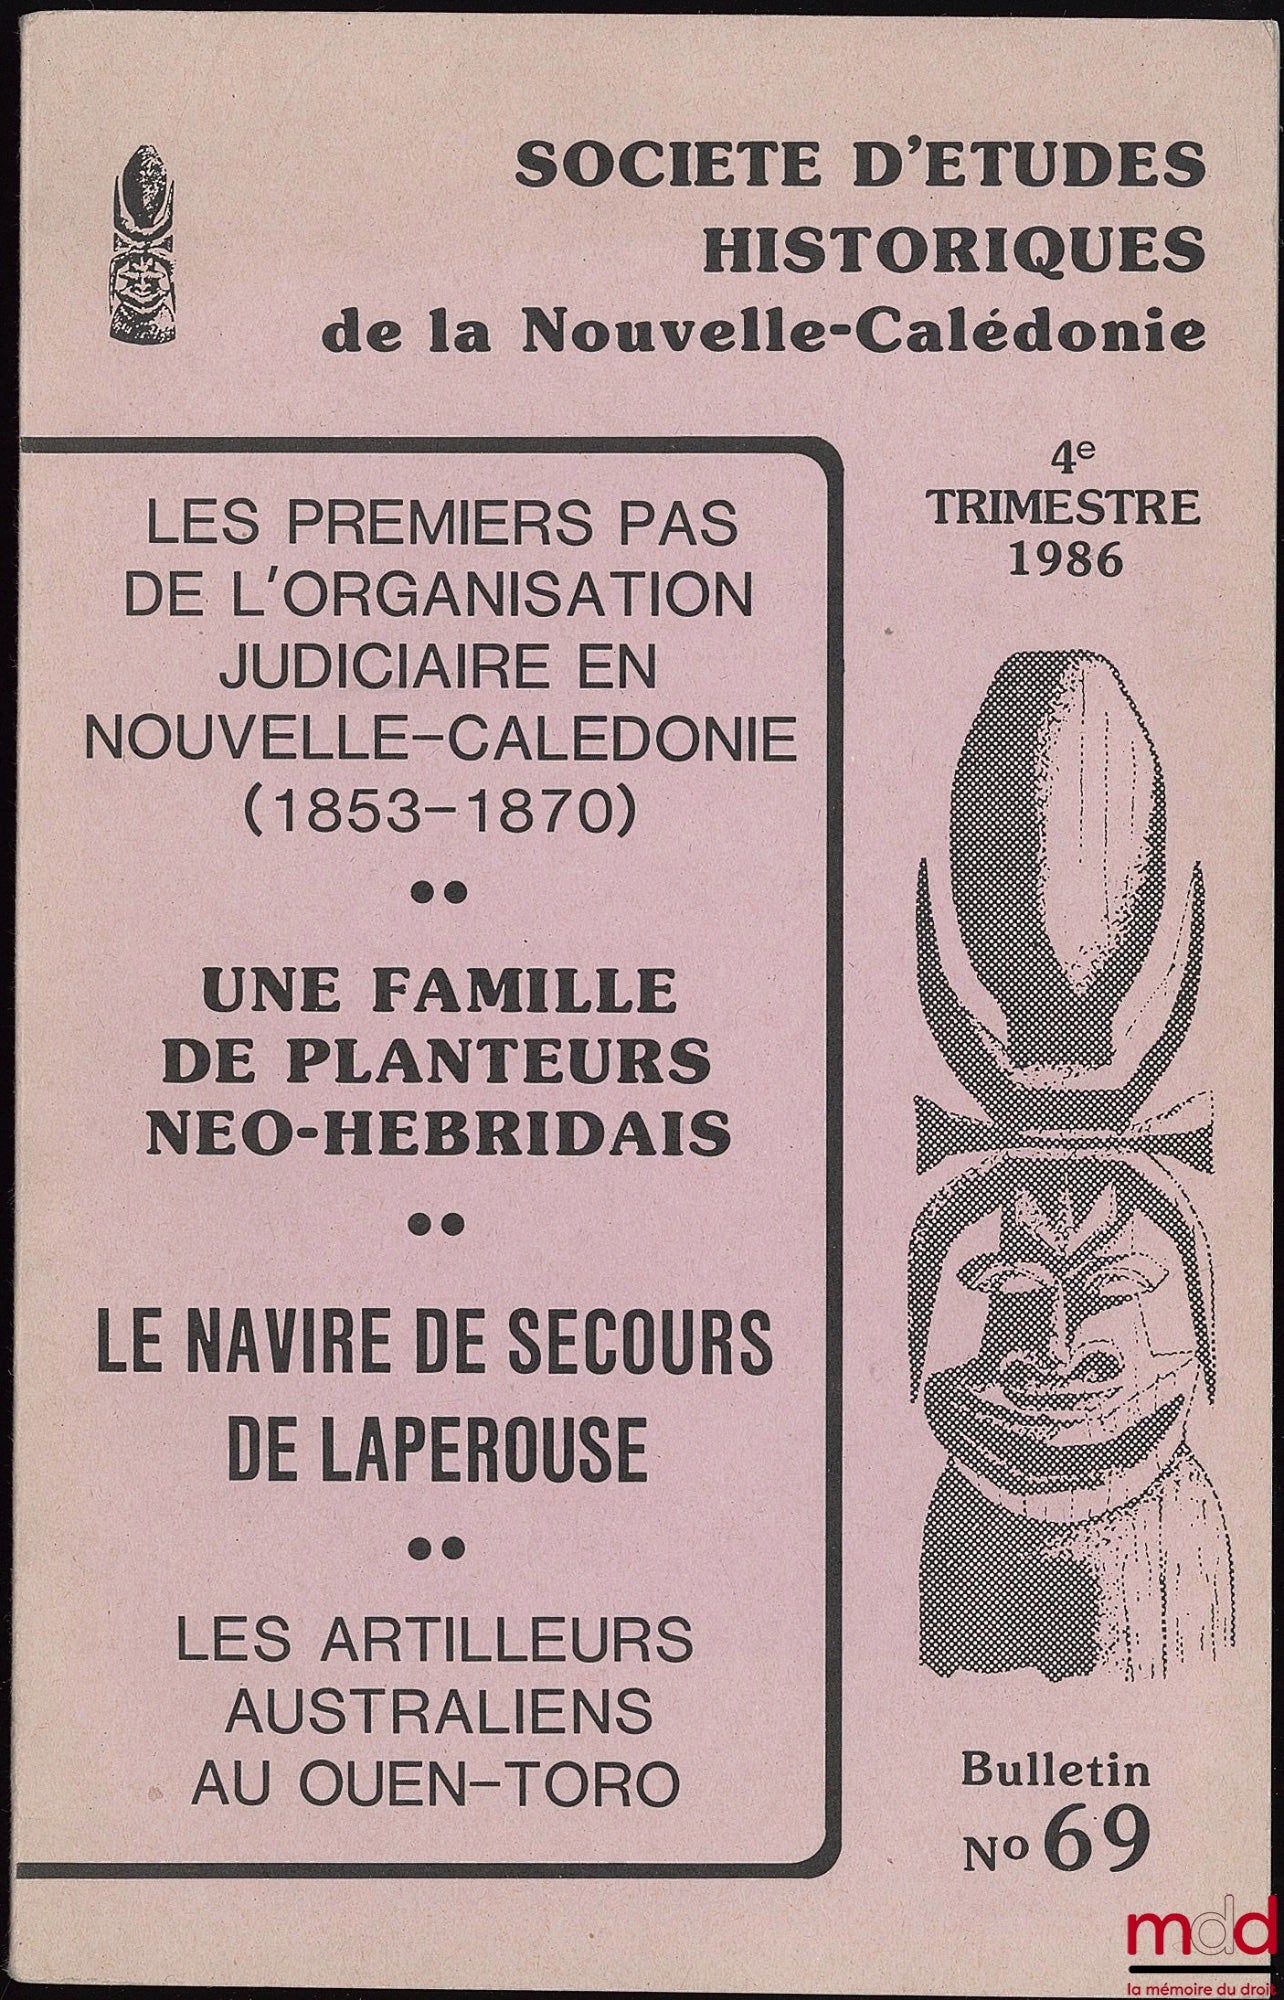 SOCIETE D'ETUDES
HISTORIQUES
de la Nouvelle-Calédonie
4e
TRIMESTRE
1986
LES PREMIERS PAS
DE L'ORGANISATION
JUDICIAIRE EN
NOUVELLE-CALEDONIE
(1853-1870)
UNE FAMILLE
DE PLANTEURS
NEO-HEBRIDAIS
LE NAVIRE DE SECOURS
DE LAPEROUSE
LES ARTILLEURS
AUSTRALIENS
AU OUEN-TORO
Bulletin
No 69
mdd
la mémoire du droit